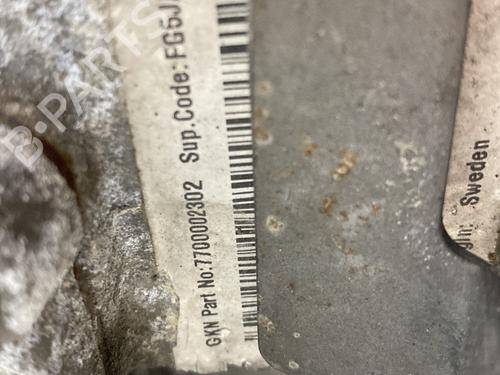 GKN Part No:7700002302 Sup.Code:FG5J
Sweden
B-PARTS